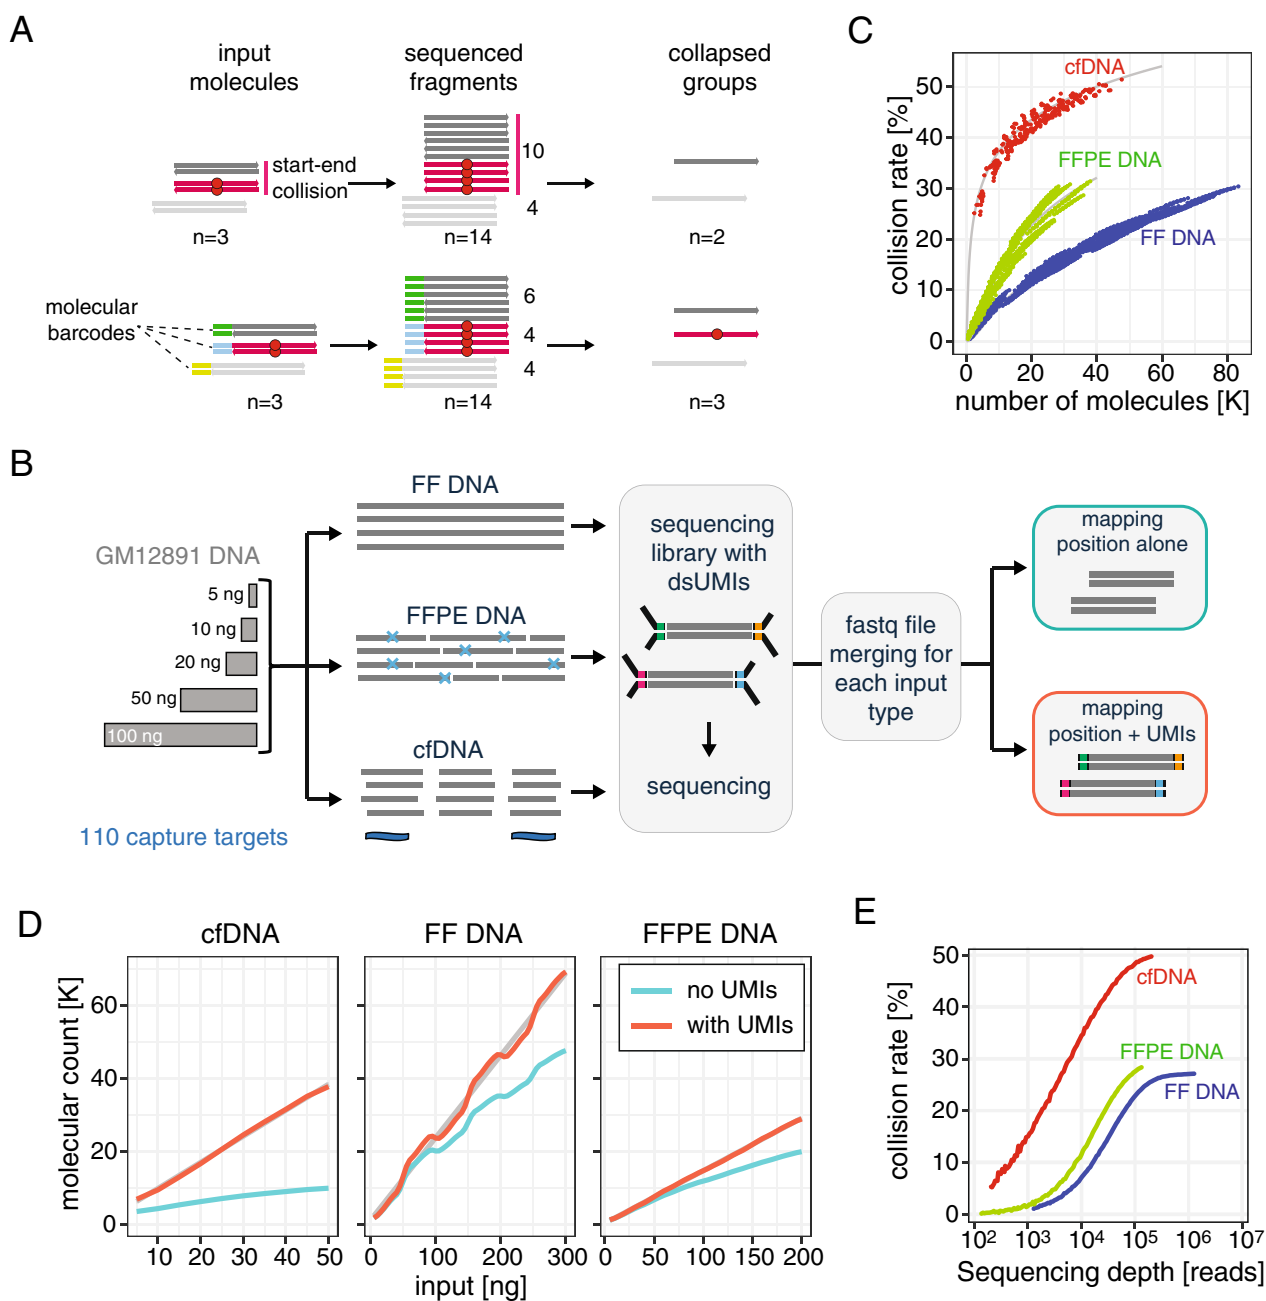 A
input
molecules
sequenced
fragments
collapsed
groups
start-end
collision
10
4
n=3
n=14
n=2
molecular
barcodes
6
4
4
n=3
n=14
n=3
C
collision rate [%]
50
40
30
20
10
0
cfDNA
FFPE DNA
FF DNA
0
20
40
60
80
number of molecules [K]
B
GM12891 DNA
5 ng
10 ng
20 ng
50 ng
100 ng
110 capture targets
FF DNA
FFPE DNA
cfDNA
sequencing
library with
dsUMIs
sequencing
fastq file
merging for
each input
type
mapping
position alone
mapping
position + UMIs
D
molecular count [K]
60
40
20
0
cfDNA
10
20
30
40
50
FF DNA
0
100
200
300
FFPE DNA
no UMIs
with UMIs
0
50
100
150
200
input [ng]
E
collision rate [%]
50
40
30
20
10
0
cfDNA
FFPE DNA
FF DNA
10²
10³
10⁴
10⁵
10⁶
10⁷
Sequencing depth [reads]